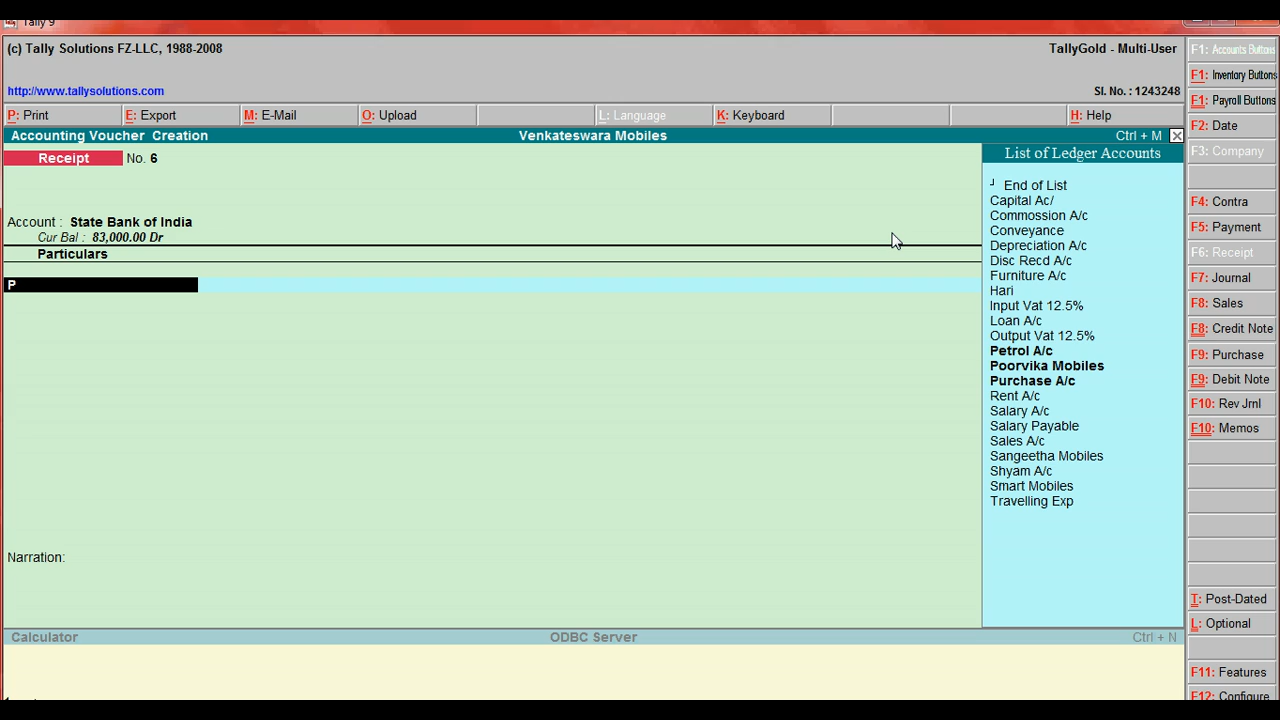 Tally 9
(c) Tally Solutions FZ-LLC, 1988-2008
TallyGold - Multi-User
http://www.tallysolutions.com
Sl. No. : 1243248
P: Print
E: Export
M: E-Mail
O: Upload
L: Language
K: Keyboard
H: Help
Accounting Voucher Creation
Venkateswara Mobiles
Ctrl + M
Receipt No. 6
Account : State Bank of India
Cur Bal : 83,000.00 Dr
Particulars
P
Narration:
List of Ledger Accounts
End of List
Capital Ac/
Commossion A/c
Conveyance
Depreciation A/c
Disc Recd A/c
Furniture A/c
Hari
Input Vat 12.5%
Loan A/c
Output Vat 12.5%
Petrol A/c
Poorvika Mobiles
Purchase A/c
Rent A/c
Salary A/c
Salary Payable
Sales A/c
Sangeetha Mobiles
Shyam A/c
Smart Mobiles
Travelling Exp
F1: Accounts Buttons
F1: Inventory Buttons
F1: Payroll Buttons
F2: Date
F3: Company
F4: Contra
F5: Payment
F6: Receipt
F7: Journal
F8: Sales
F8: Credit Note
F9: Purchase
F9: Debit Note
F10: Rev Jrnl
F10: Memos
T: Post-Dated
L: Optional
F11: Features
F12: Configure
Calculator
ODBC Server
Ctrl + N